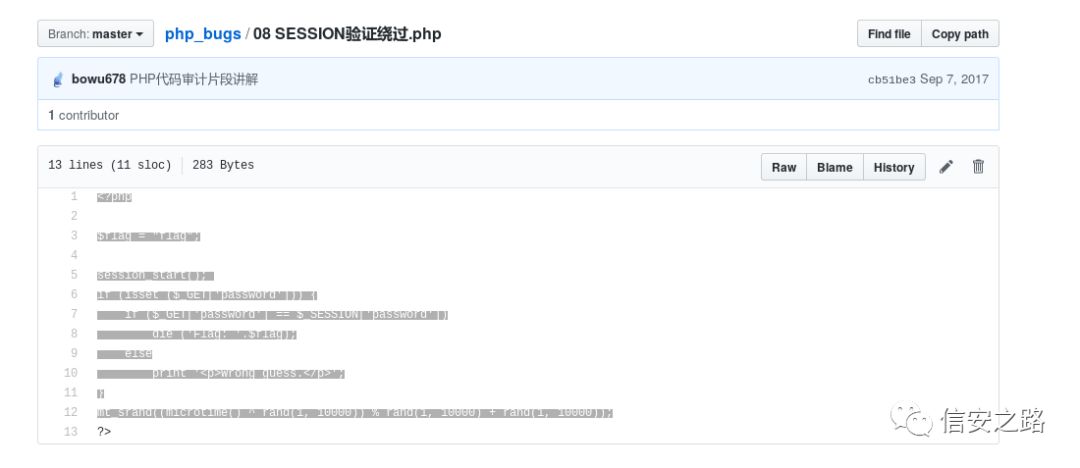 Branch: master php_bugs / 08 SESSION验证绕过.php Find file Copy path
bowu678 PHP代码审计片段讲解 cb51be3 Sep 7, 2017
1 contributor
13 lines (11 sloc) 283 Bytes Raw Blame History
1 <?php
2
3 $flag = "flag";
4
5 session_start();
6 if (isset ($_GET['password'])) {
7 if ($_GET['password'] == $_SESSION['password'])
8 die ('Flag: '.$flag);
9 else
10 print '<p>Wrong guess.</p>';
11 }
12 mt_srand((microtime() ^ rand(1, 10000)) % rand(1, 10000) + rand(1, 10000));
13 ?>
信安之路